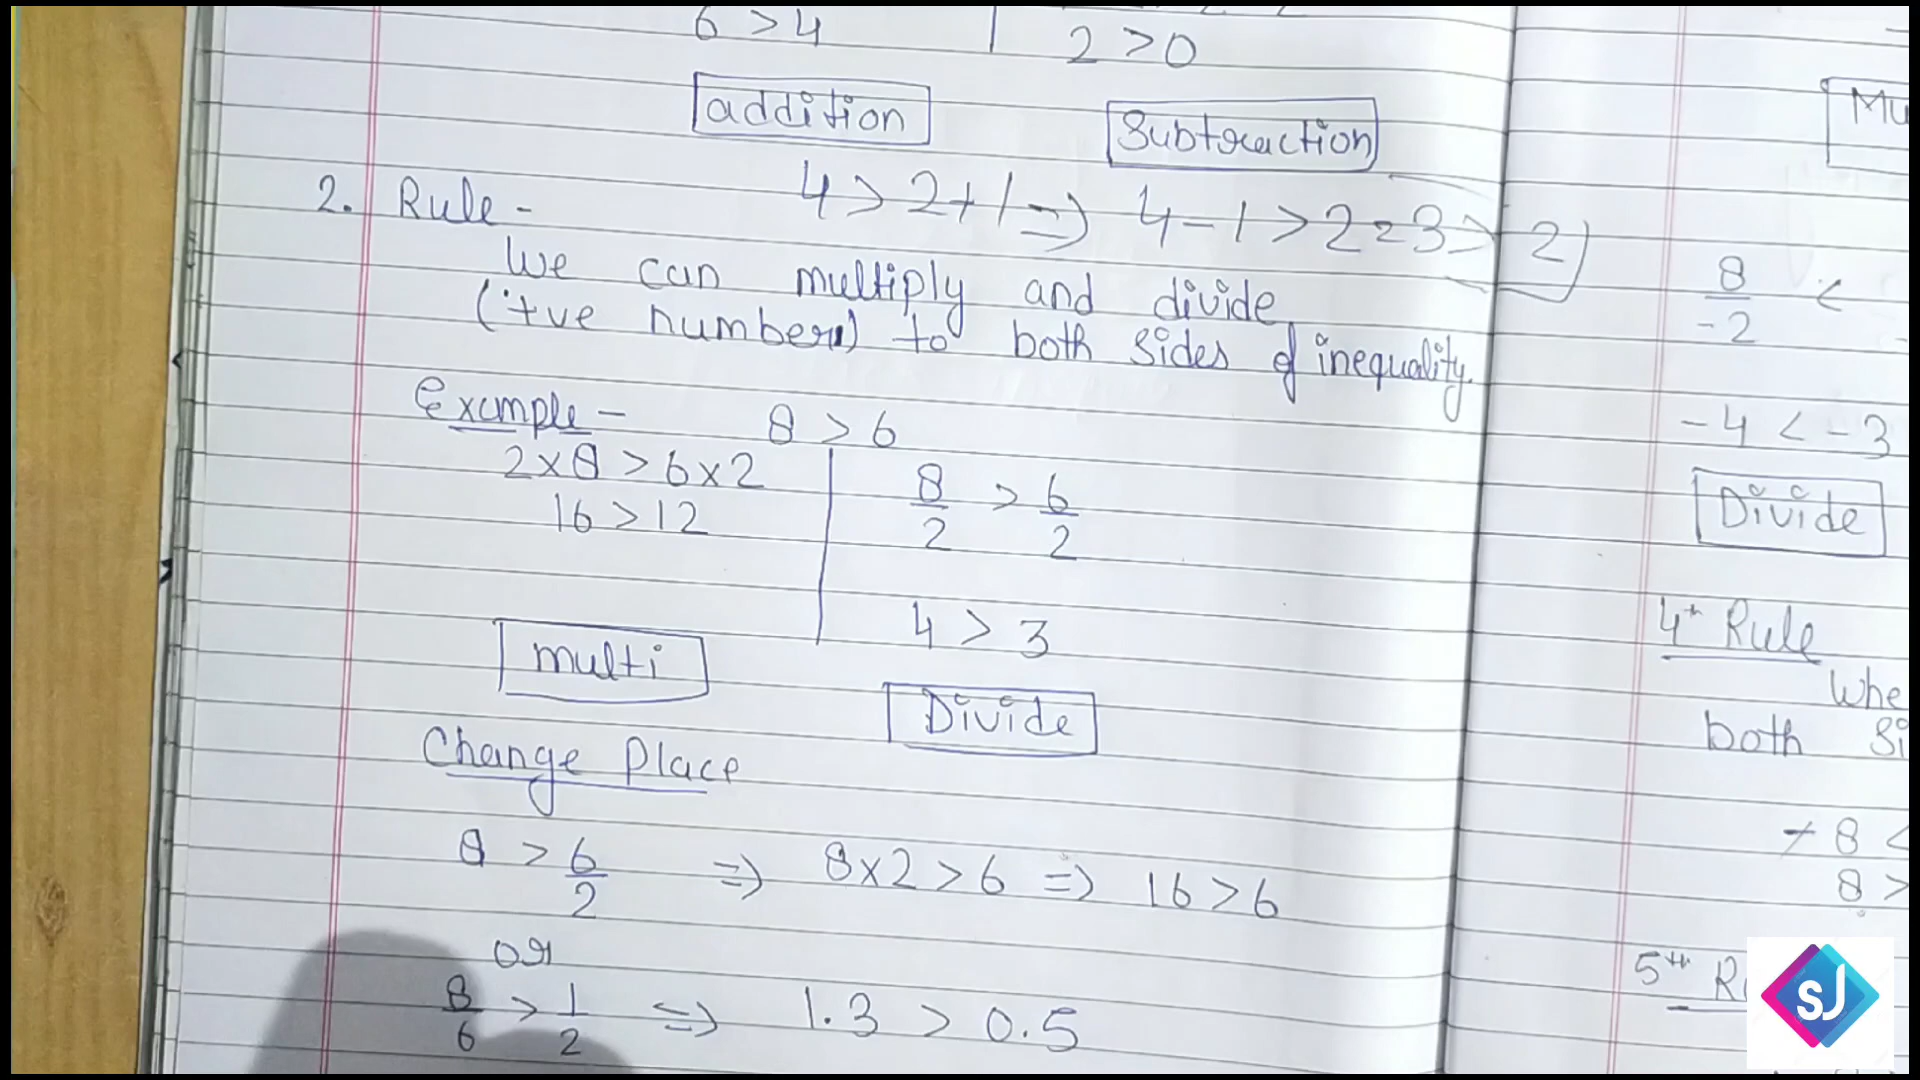 6 > 4
2 > 0
addition
Subtraction
4 > 2+1 => 4-1 > 2 = 3 > 2
2. Rule -
We can multiply and divide
(+ve numbers) to both sides of inequality.
Example - 8 > 6
2×8 > 6×2
16 > 12
8/2 > 6/2
4 > 3
multi
Divide
Change Place
8 > 6/2 => 8×2 > 6 => 16 > 6
or
8/6 > 1/2 => 1.3 > 0.5
8/-2 <
-4 < -3
Divide
4th Rule
both
8 <
8 >
5th
SJ